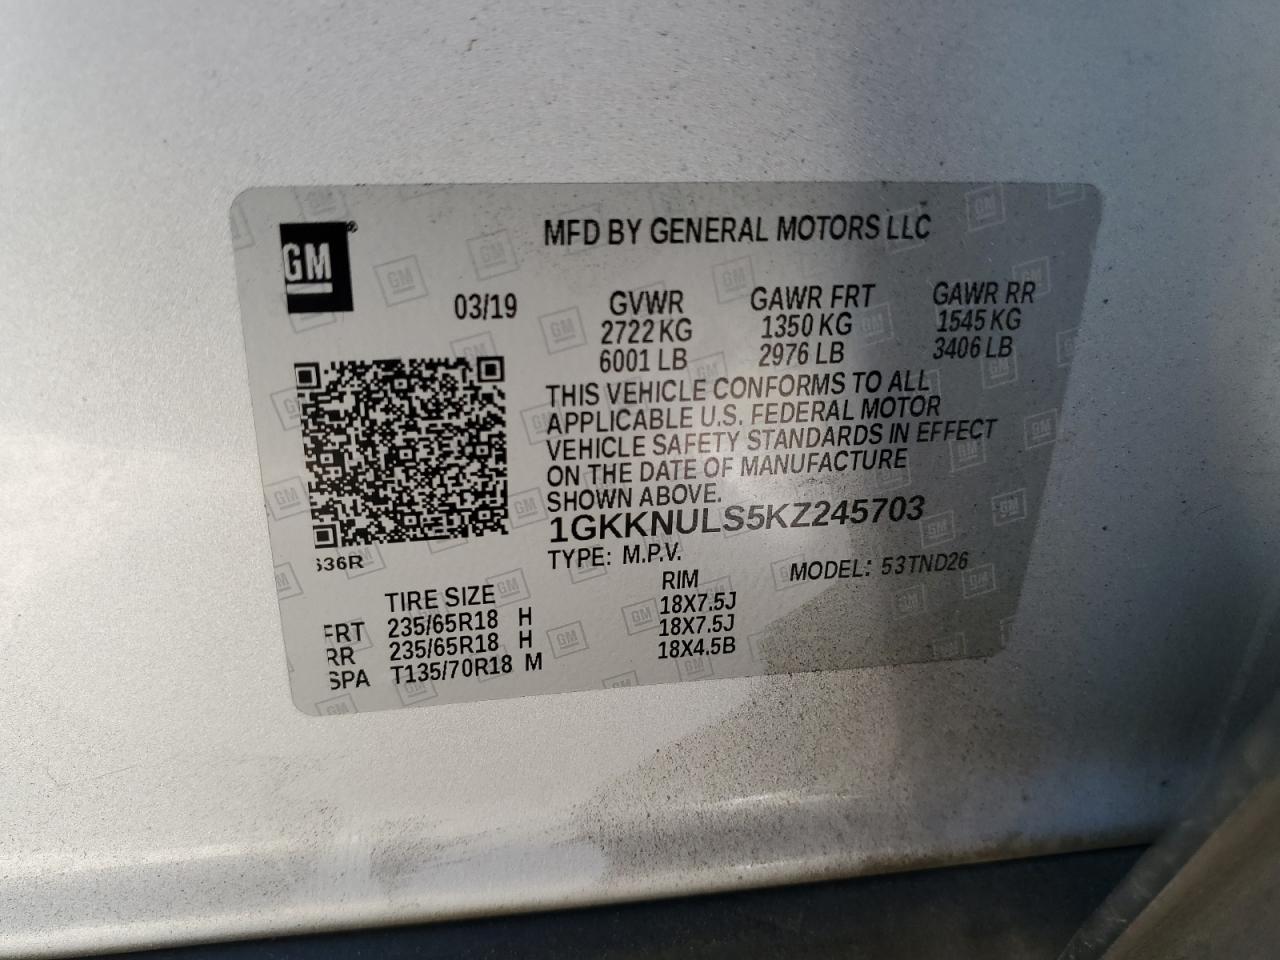 GM
MFD BY GENERAL MOTORS LLC
03/19 GVWR GAWR FRT GAWR RR
2722 KG 1350 KG 1545 KG
6001 LB 2976 LB 3406 LB
THIS VEHICLE CONFORMS TO ALL
APPLICABLE U.S. FEDERAL MOTOR
VEHICLE SAFETY STANDARDS IN EFFECT
ON THE DATE OF MANUFACTURE
SHOWN ABOVE.
1GKKNULS5KZ245703
TYPE: M.P.V. MODEL: 53TND26
36R
TIRE SIZE RIM
FRT 235/65R18 H 18X7.5J
RR 235/65R18 H 18X7.5J
SPA T135/70R18 M 18X4.5B